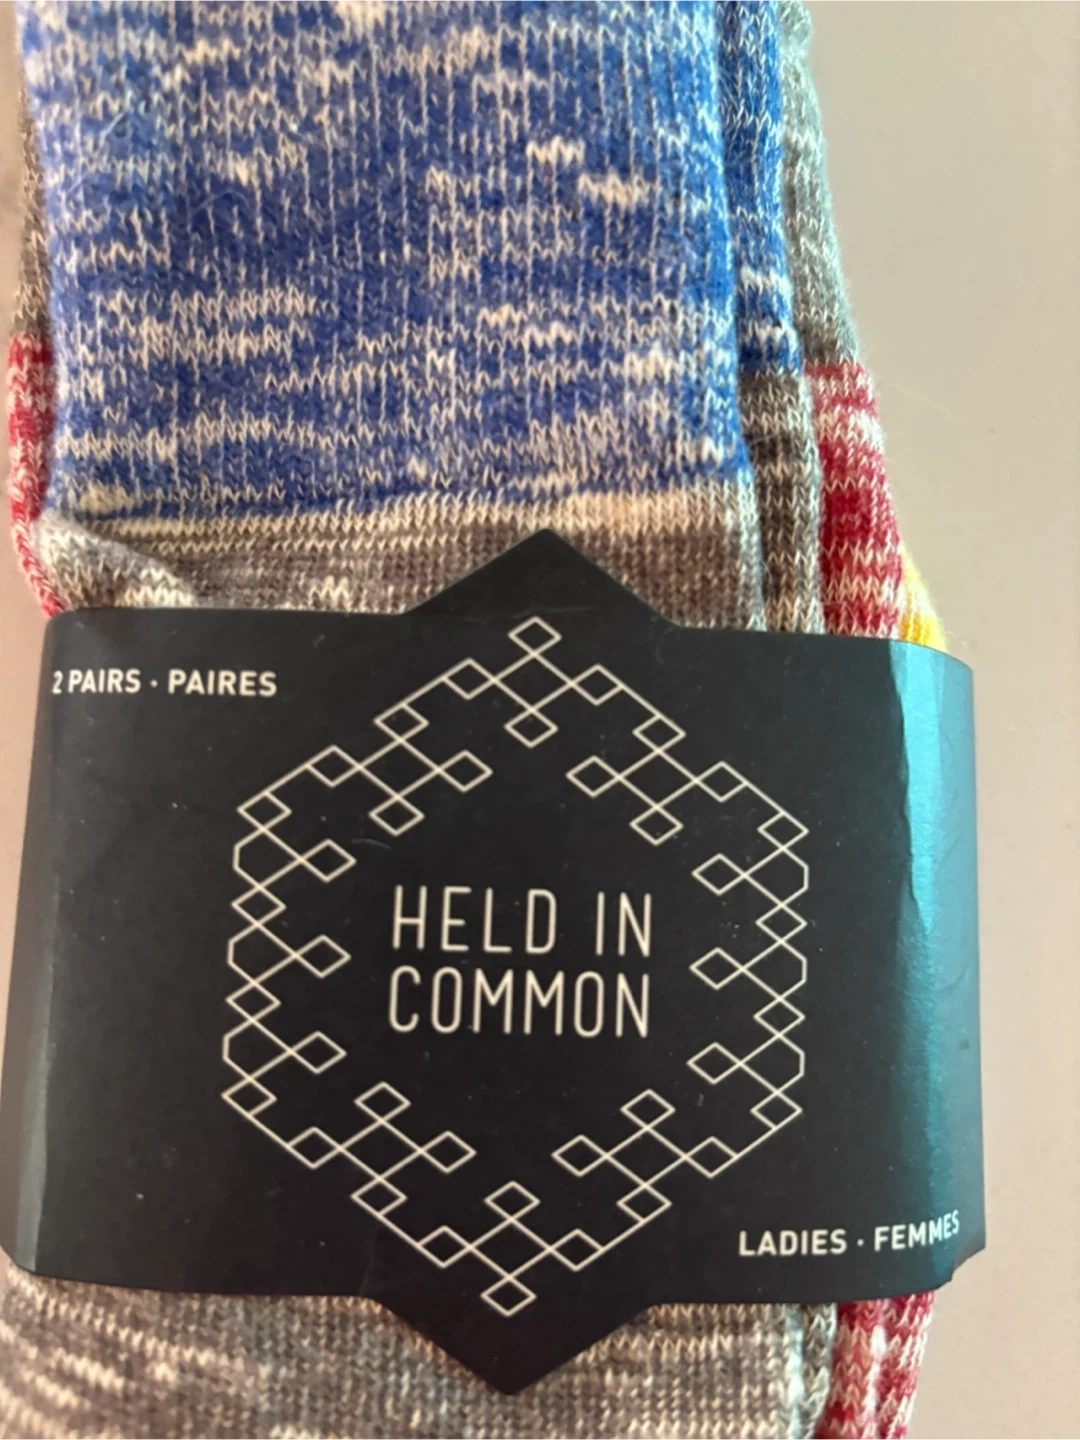 2 PAIRS · PAIRES
HELD IN
COMMON
LADIES · FEMMES